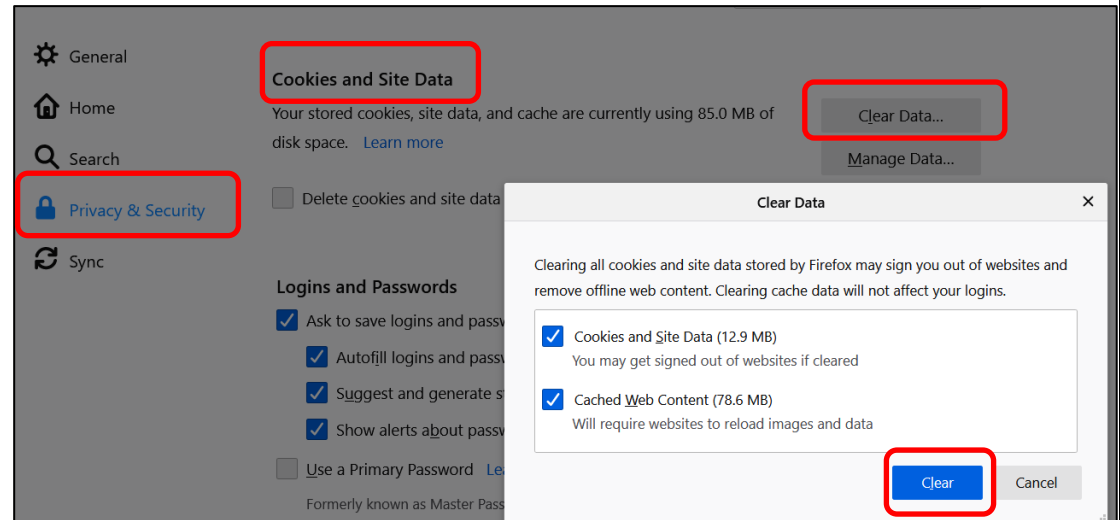 General
Home
Search
Privacy & Security
Sync
Cookies and Site Data
Your stored cookies, site data, and cache are currently using 85.0 MB of
disk space. Learn more
Clear Data...
Manage Data...
Delete cookies and site data
Logins and Passwords
Ask to save logins and
Autofill logins and
Suggest and generate
Show alerts about
Use a Primary Password
Formerly known as Master
Clear Data
Clearing all cookies and site data stored by Firefox may sign you out of websites and
remove offline web content. Clearing cache data will not affect your logins.
Cookies and Site Data (12.9 MB)
You may get signed out of websites if cleared
Cached Web Content (78.6 MB)
Will require websites to reload images and data
Clear
Cancel